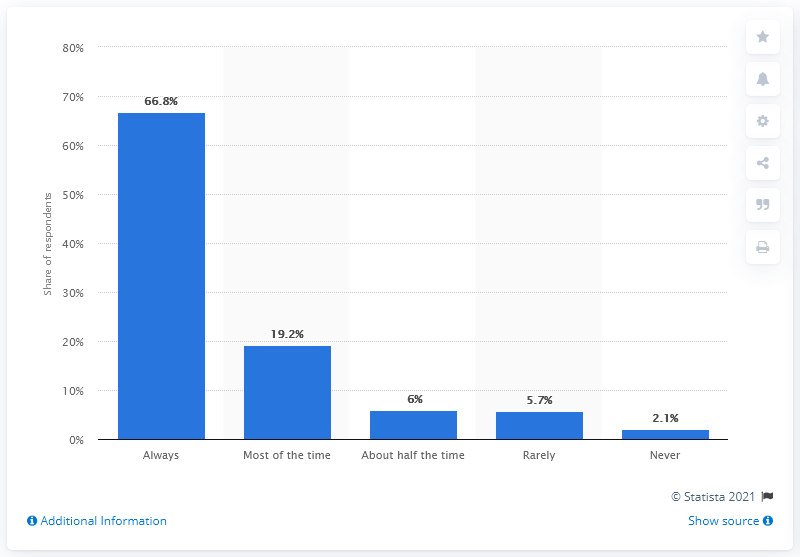 80%
70%
60%
50%
40%
30%
20%
10%
0%
Share of respondents
66.8%
19.2%
6%
5.7%
2.1%
Always
Most of the time
About half the time
Rarely
Never
© Statista 2021
Additional Information
Show source